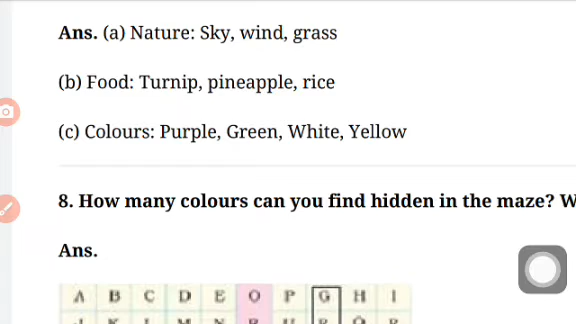 Ans. (a) Nature: Sky, wind, grass
(b) Food: Turnip, pineapple, rice
(c) Colours: Purple, Green, White, Yellow
8. How many colours can you find hidden in the maze? W
Ans.
A B C D E O P G H I